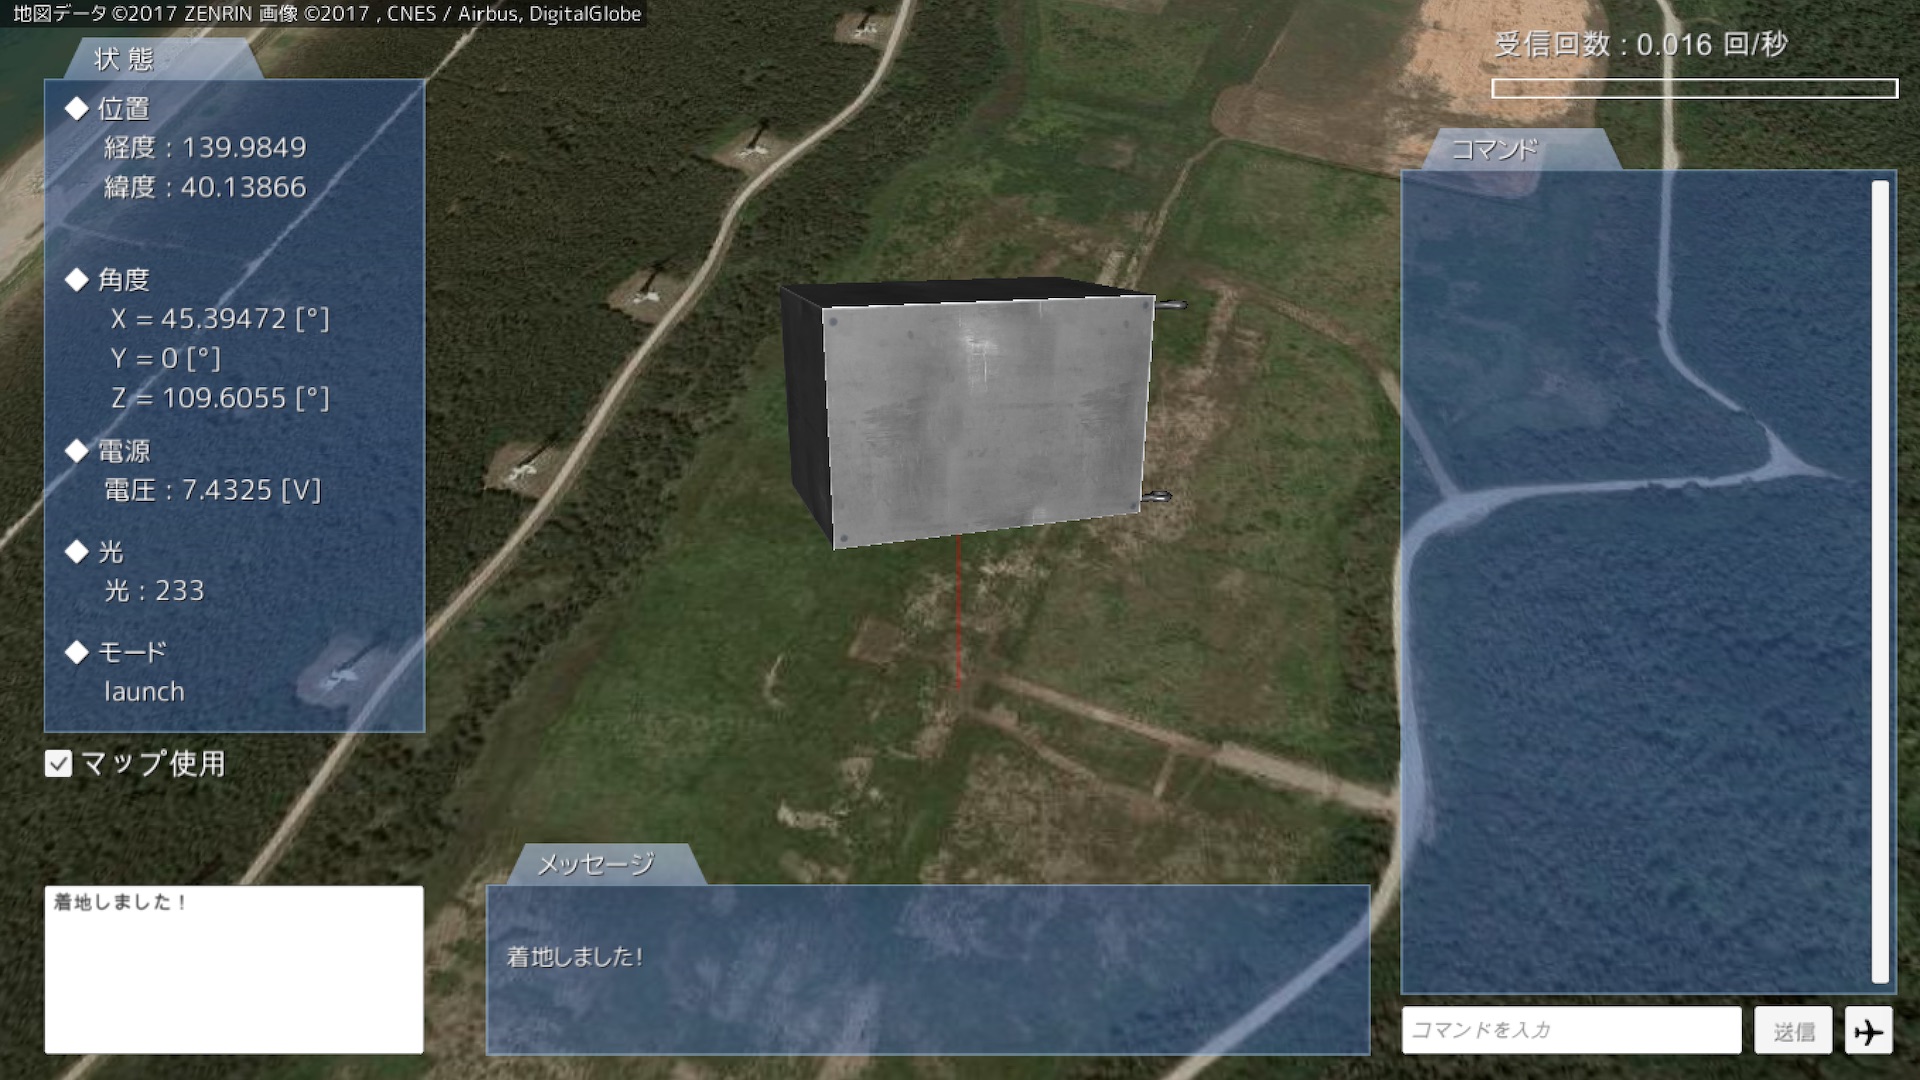 地図データ ©2017 ZENRIN 画像 ©2017 , CNES / Airbus, DigitalGlobe
状態
位置
経度 : 139.9849
緯度 : 40.13866
角度
X = 45.39472 [°]
Y = 0 [°]
Z = 109.6055 [°]
電源
電圧 : 7.4325 [V]
光
光 : 233
モード
launch
マップ使用
着地しました！
メッセージ
着地しました！
受信回数 : 0.016 回/秒
コマンド
コマンドを入力
送信